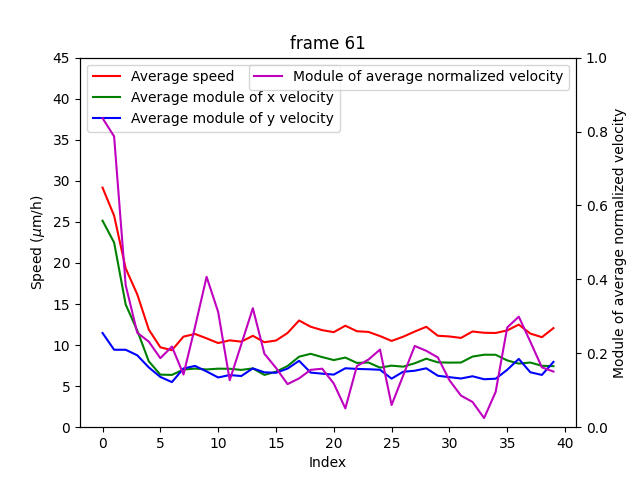 frame 61
Average speed
Average module of x velocity
Average module of y velocity
Module of average normalized velocity
45
40
35
30
25
20
15
10
5
0
Speed (μm/h)
1.0
0.8
0.6
0.4
0.2
0.0
Module of average normalized velocity
0 5 10 15 20 25 30 35 40
Index